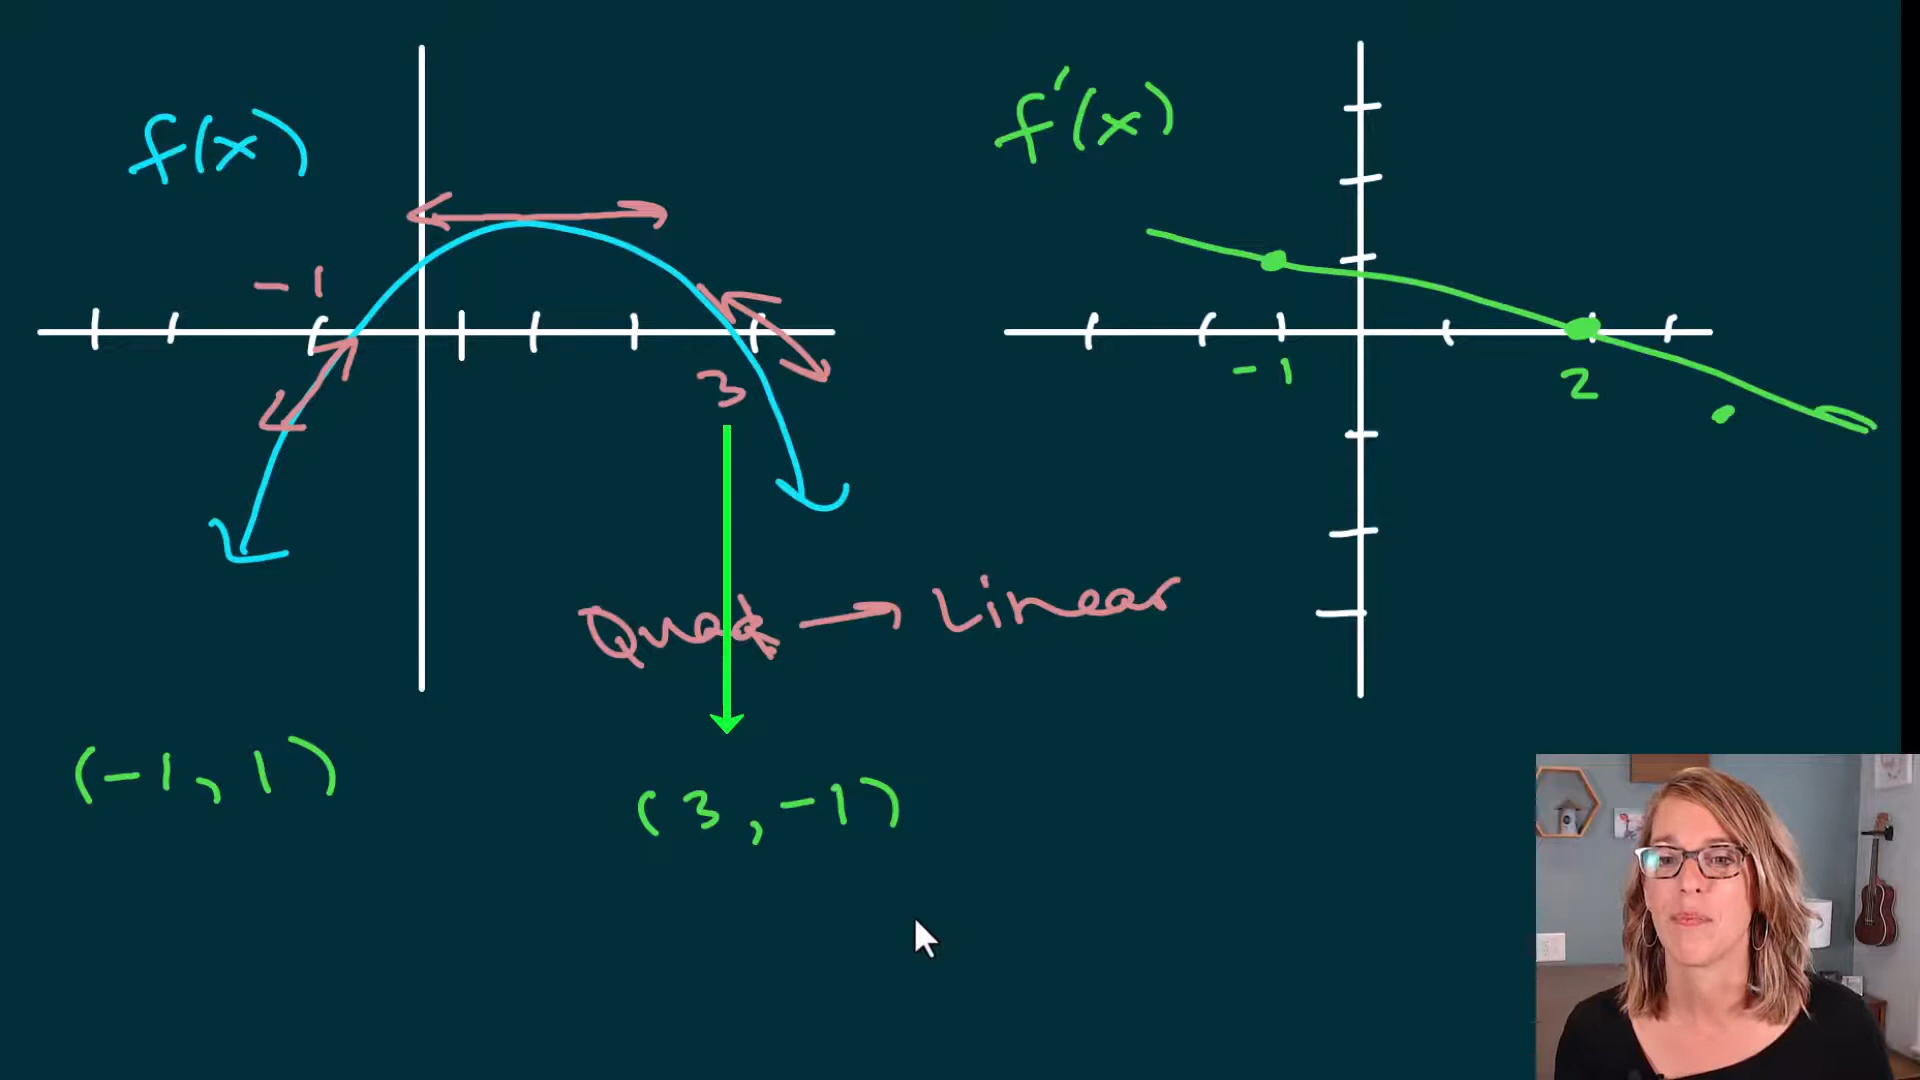 f(x)
f'(x)
-1
3
-1
2
Quad → Linear
(-1, 1)
(3, -1)